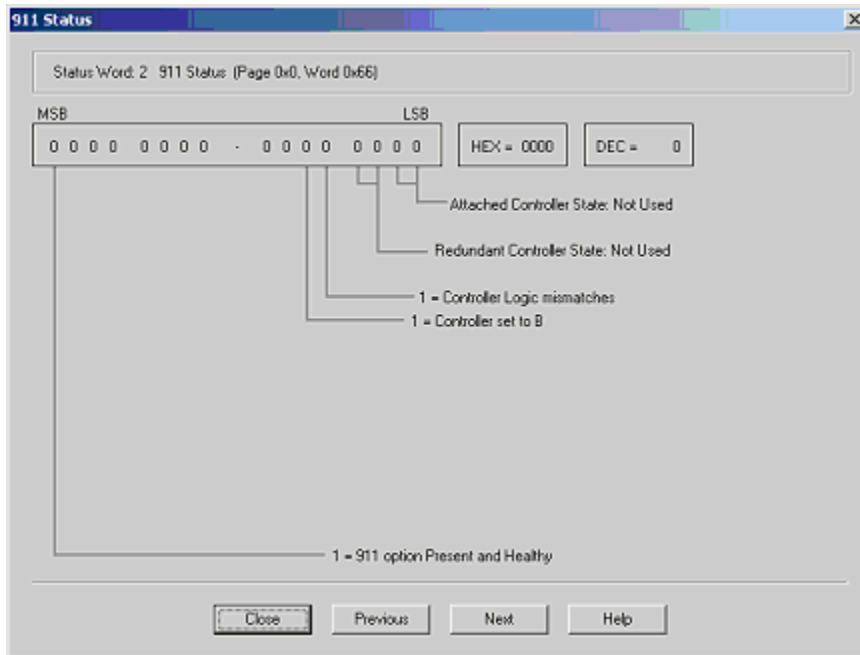 911 Status
Status Word: 2 911 Status (Page 0x0, Word 0x66)
MSB LSB
0 0 0 0 0 0 0 0 - 0 0 0 0 0 0 0 0 HEX = 0000 DEC = 0
Attached Controller State: Not Used
Redundant Controller State: Not Used
1 = Controller Logic mismatches
1 = Controller set to B
1 = 911 option Present and Healthy
Close Previous Next Help